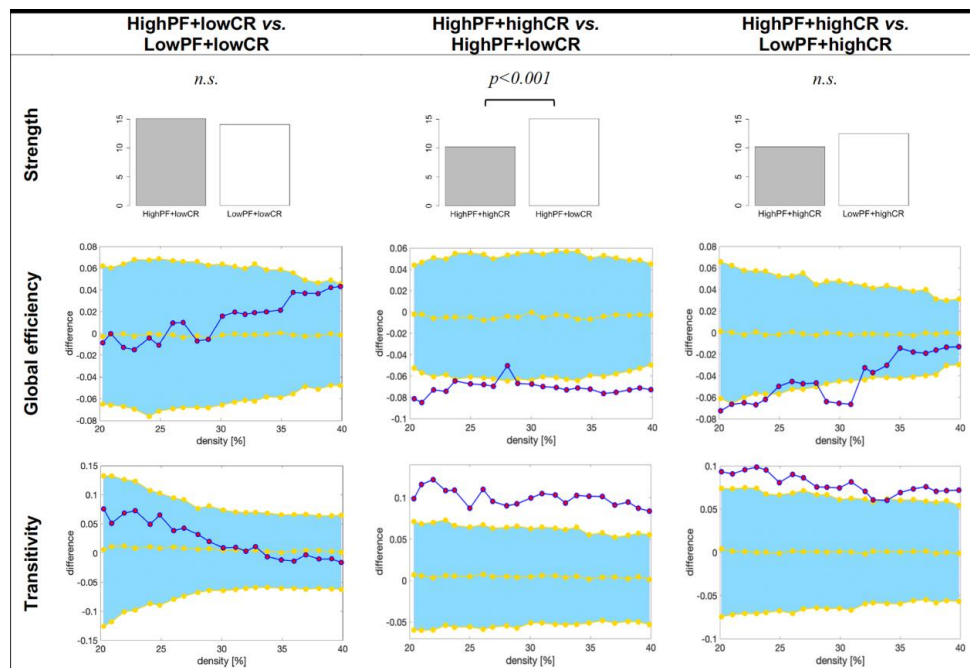 HighPF+lowCR vs. LowPF+lowCR
HighPF+highCR vs. HighPF+lowCR
HighPF+highCR vs. LowPF+highCR
Strength
n.s.
p<0.001
n.s.
15
10
5
0
HighPF+lowCR
LowPF+lowCR
15
10
5
0
HighPF+highCR
HighPF+lowCR
15
10
5
0
HighPF+highCR
LowPF+highCR
Global efficiency
difference
0.08
0.06
0.04
0.02
0
-0.02
-0.04
-0.06
-0.08
20 25 30 35 40
density [%]
difference
0.06
0.04
0.02
0
-0.02
-0.04
-0.06
-0.08
-0.1
20 25 30 35 40
density [%]
difference
0.08
0.06
0.04
0.02
0
-0.02
-0.04
-0.06
-0.08
20 25 30 35 40
density [%]
Transitivity
difference
0.15
0.1
0.05
0
-0.05
-0.1
-0.15
20 25 30 35 40
density [%]
difference
0.1
0.05
0
-0.05
20 25 30 35 40
density [%]
difference
0.1
0.05
0
-0.05
-0.1
20 25 30 35 40
density [%]